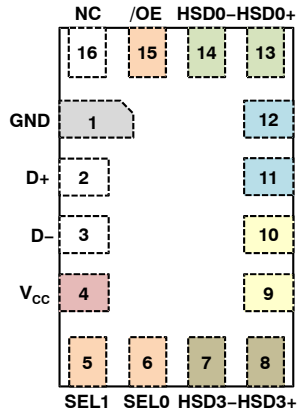 NC /OE HSD0− HSD0+
16 15 14 13
GND 1 12
D+ 2 11
D− 3 10
VCC 4 9
5 6 7 8
SEL1 SEL0 HSD3− HSD3+